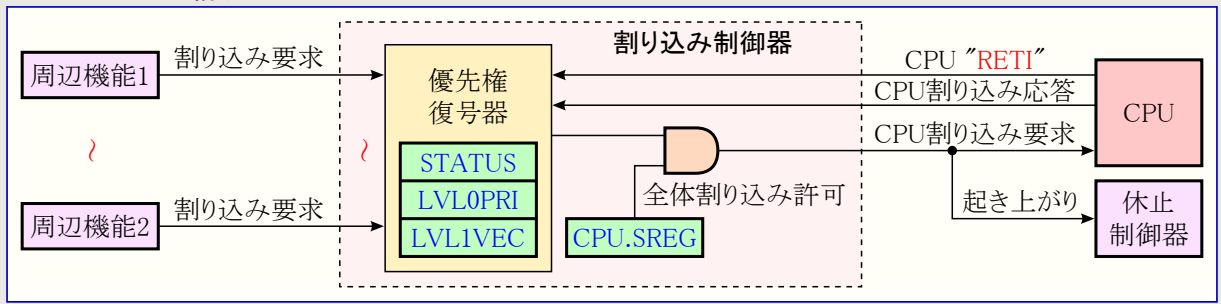 割り込み制御器
周辺機能1
割り込み要求
~
周辺機能2
割り込み要求
優先権
復号器
~
STATUS
LVL0PRI
LVL1VEC
CPU.SREG
全体割り込み許可
CPU "RETI"
CPU割り込み応答
CPU割り込み要求
起き上がり
CPU
休止
制御器